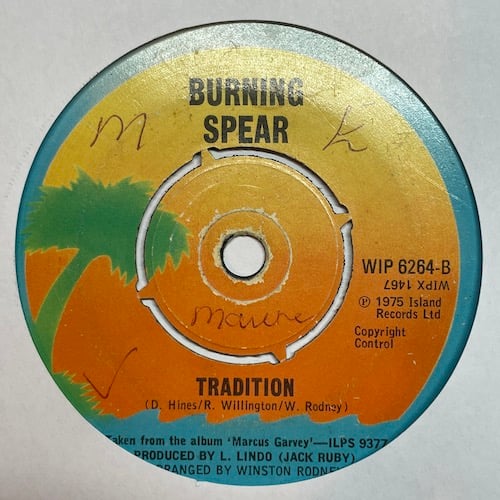 BURNING
SPEAR
M K
WIP 6264-B
WIPX 1467
℗ 1975 Island
Records Ltd
Copyright
Control
TRADITION
(D. Hines/R. Willington/W. Rodney)
Taken from the album 'Marcus Garvey'—ILPS 9377
PRODUCED BY L. LINDO (JACK RUBY)
ARRANGED BY WINSTON RODNEY